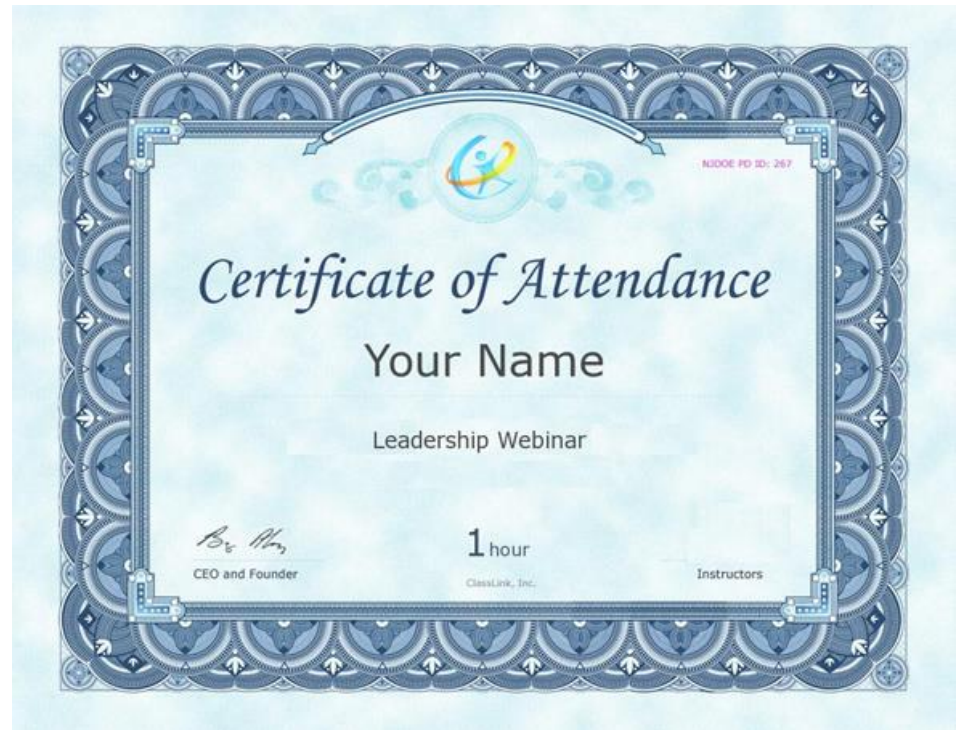 NJDOE PD ID: 267
Certificate of Attendance
Your Name
Leadership Webinar
1 hour
CEO and Founder
ClassLink, Inc.
Instructors